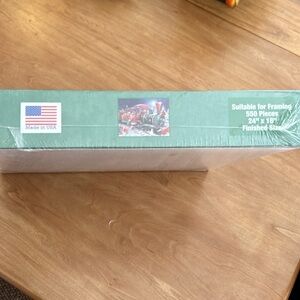 Made in USA
Suitable for Framing
550 Pieces
24" x 18"
Finished Size